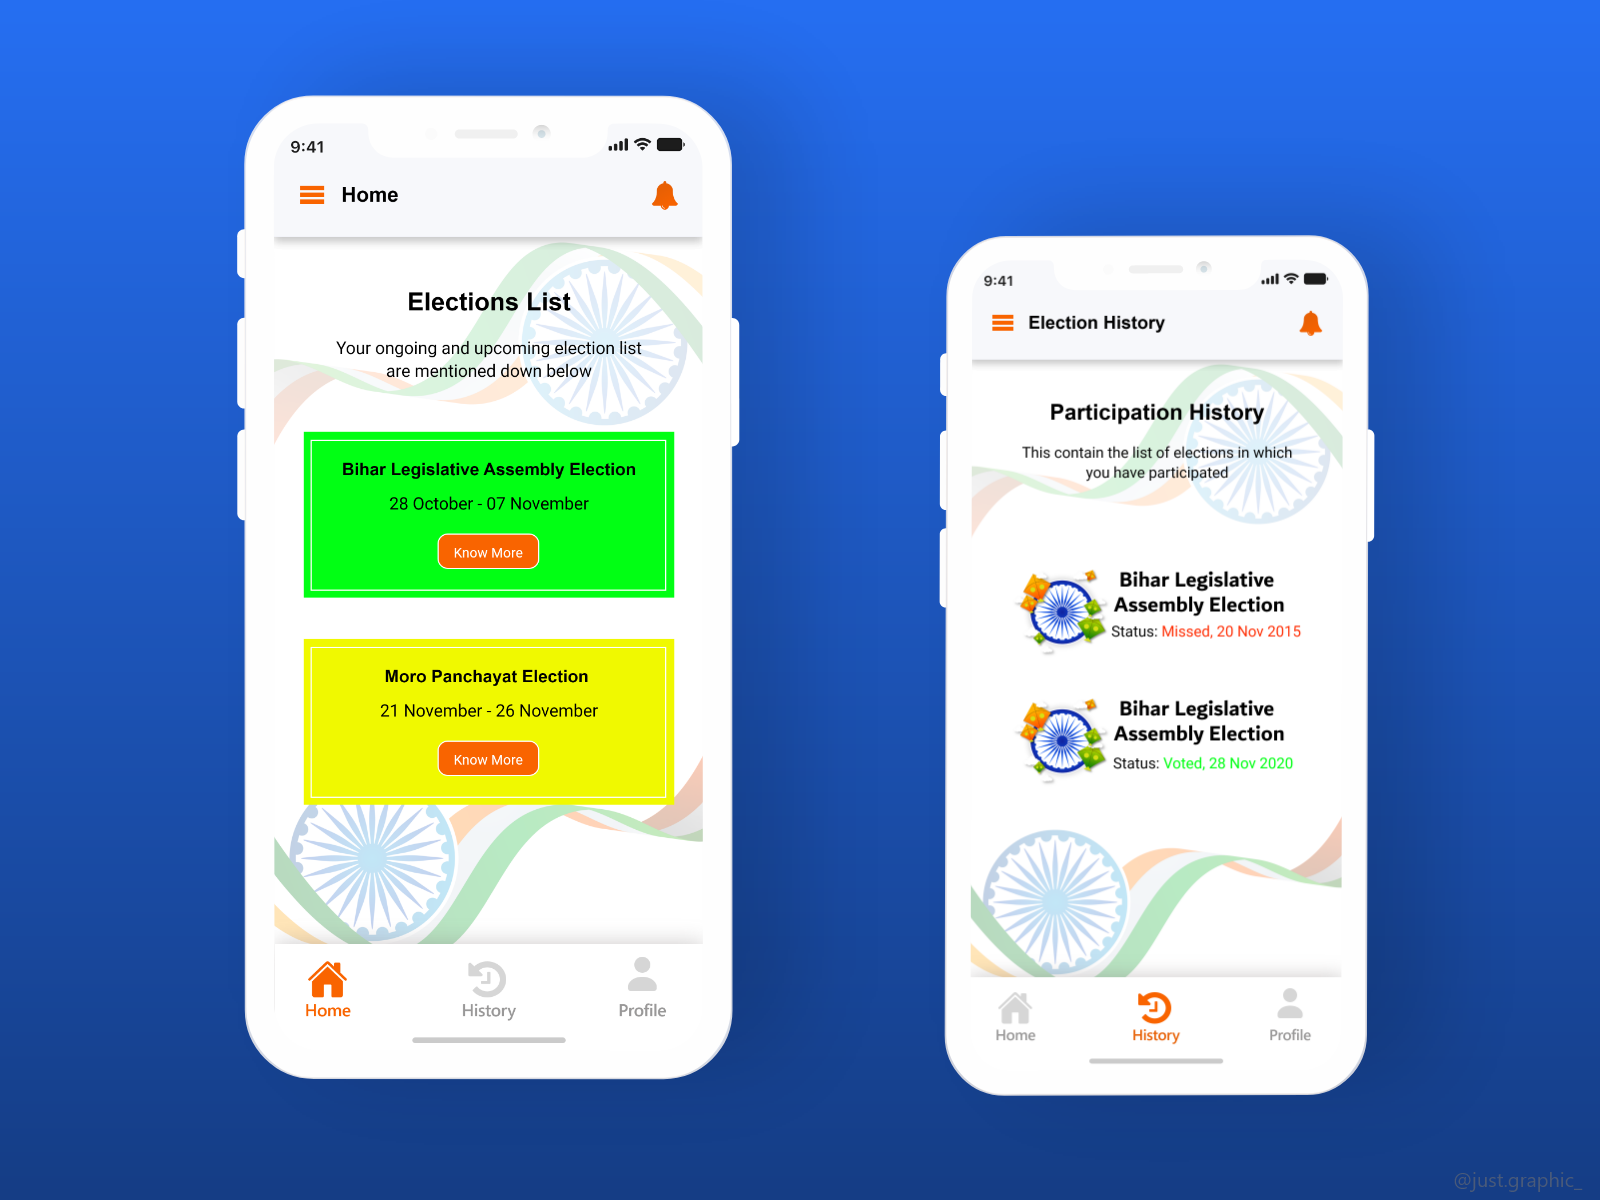 9:41
Home
Elections List
Your ongoing and upcoming election list
are mentioned down below
Bihar Legislative Assembly Election
28 October - 07 November
Know More
Moro Panchayat Election
21 November - 26 November
Know More
Home
History
Profile
9:41
Election History
Participation History
This contain the list of elections in which
you have participated
Bihar Legislative
Assembly Election
Status: Missed, 20 Nov 2015
Bihar Legislative
Assembly Election
Status: Voted, 28 Nov 2020
Home
History
Profile
@just.graphic_